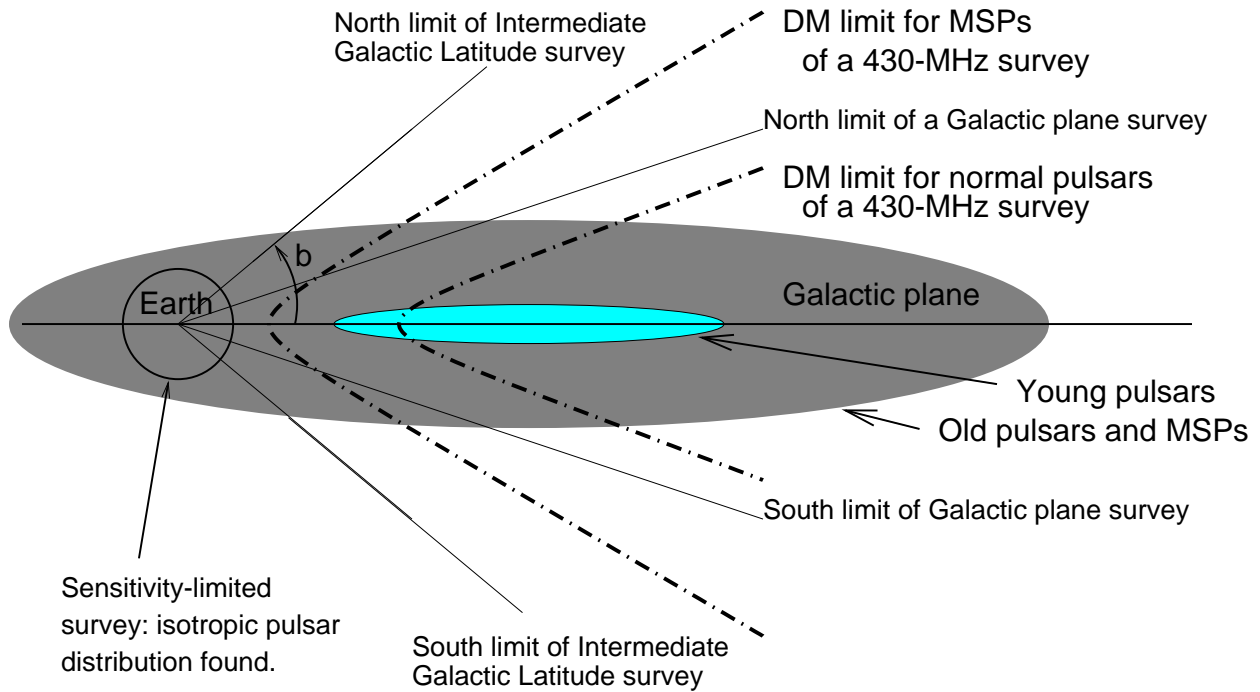 North limit of Intermediate
Galactic Latitude survey
DM limit for MSPs
of a 430-MHz survey
North limit of a Galactic plane survey
DM limit for normal pulsars
of a 430-MHz survey
b
Earth
Galactic plane
Young pulsars
Old pulsars and MSPs
South limit of Galactic plane survey
Sensitivity-limited
survey: isotropic pulsar
distribution found.
South limit of Intermediate
Galactic Latitude survey